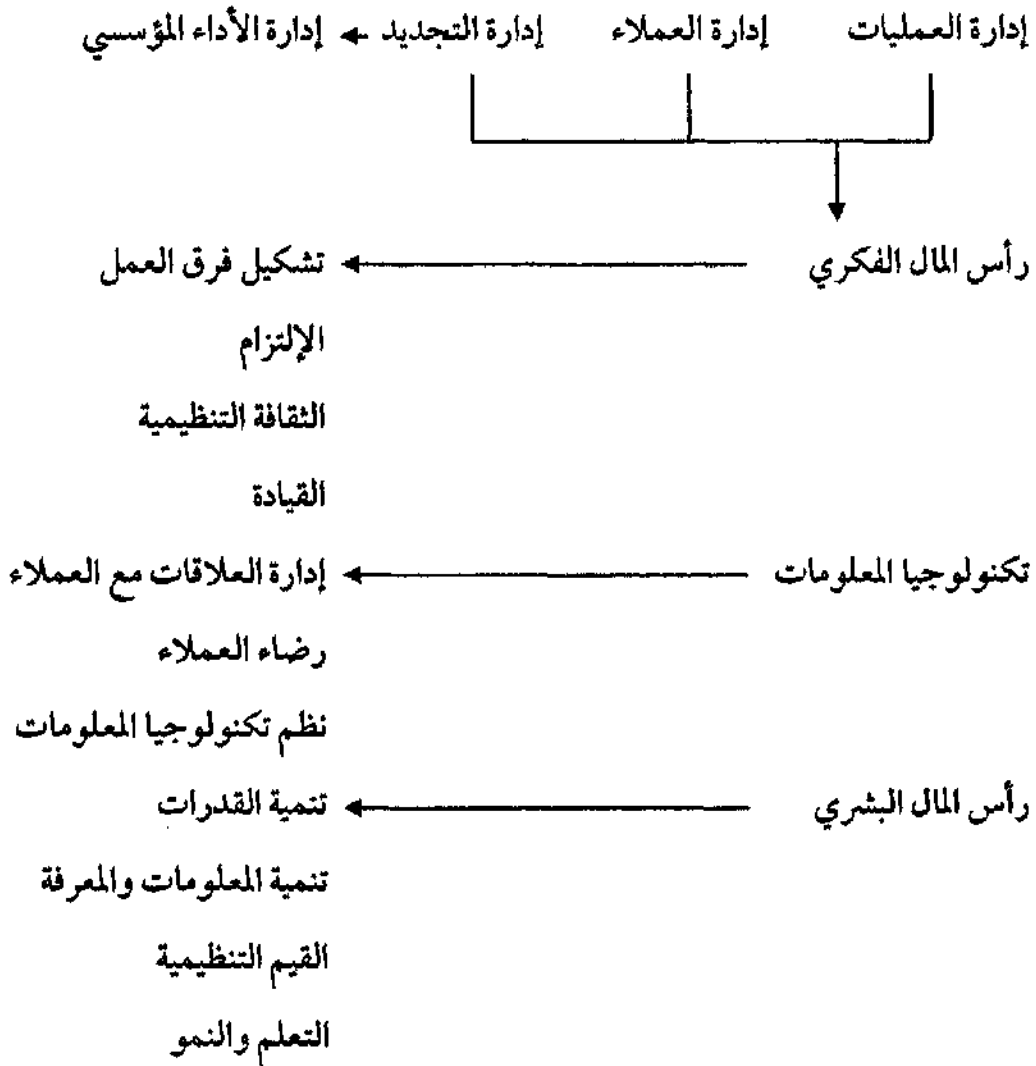 إدارة العمليات إدارة العملاء إدارة التجديد إدارة الأداء المؤسسي
رأس المال الفكري تشكيل فرق العمل
الإلتزام
الثقافة التنظيمية
القيادة
تكنولوجيا المعلومات إدارة العلاقات مع العملاء
رضاء العملاء
نظم تكنولوجيا المعلومات
رأس المال البشري تنمية القدرات
تنمية المعلومات والمعرفة
القيم التنظيمية
التعلم والنمو